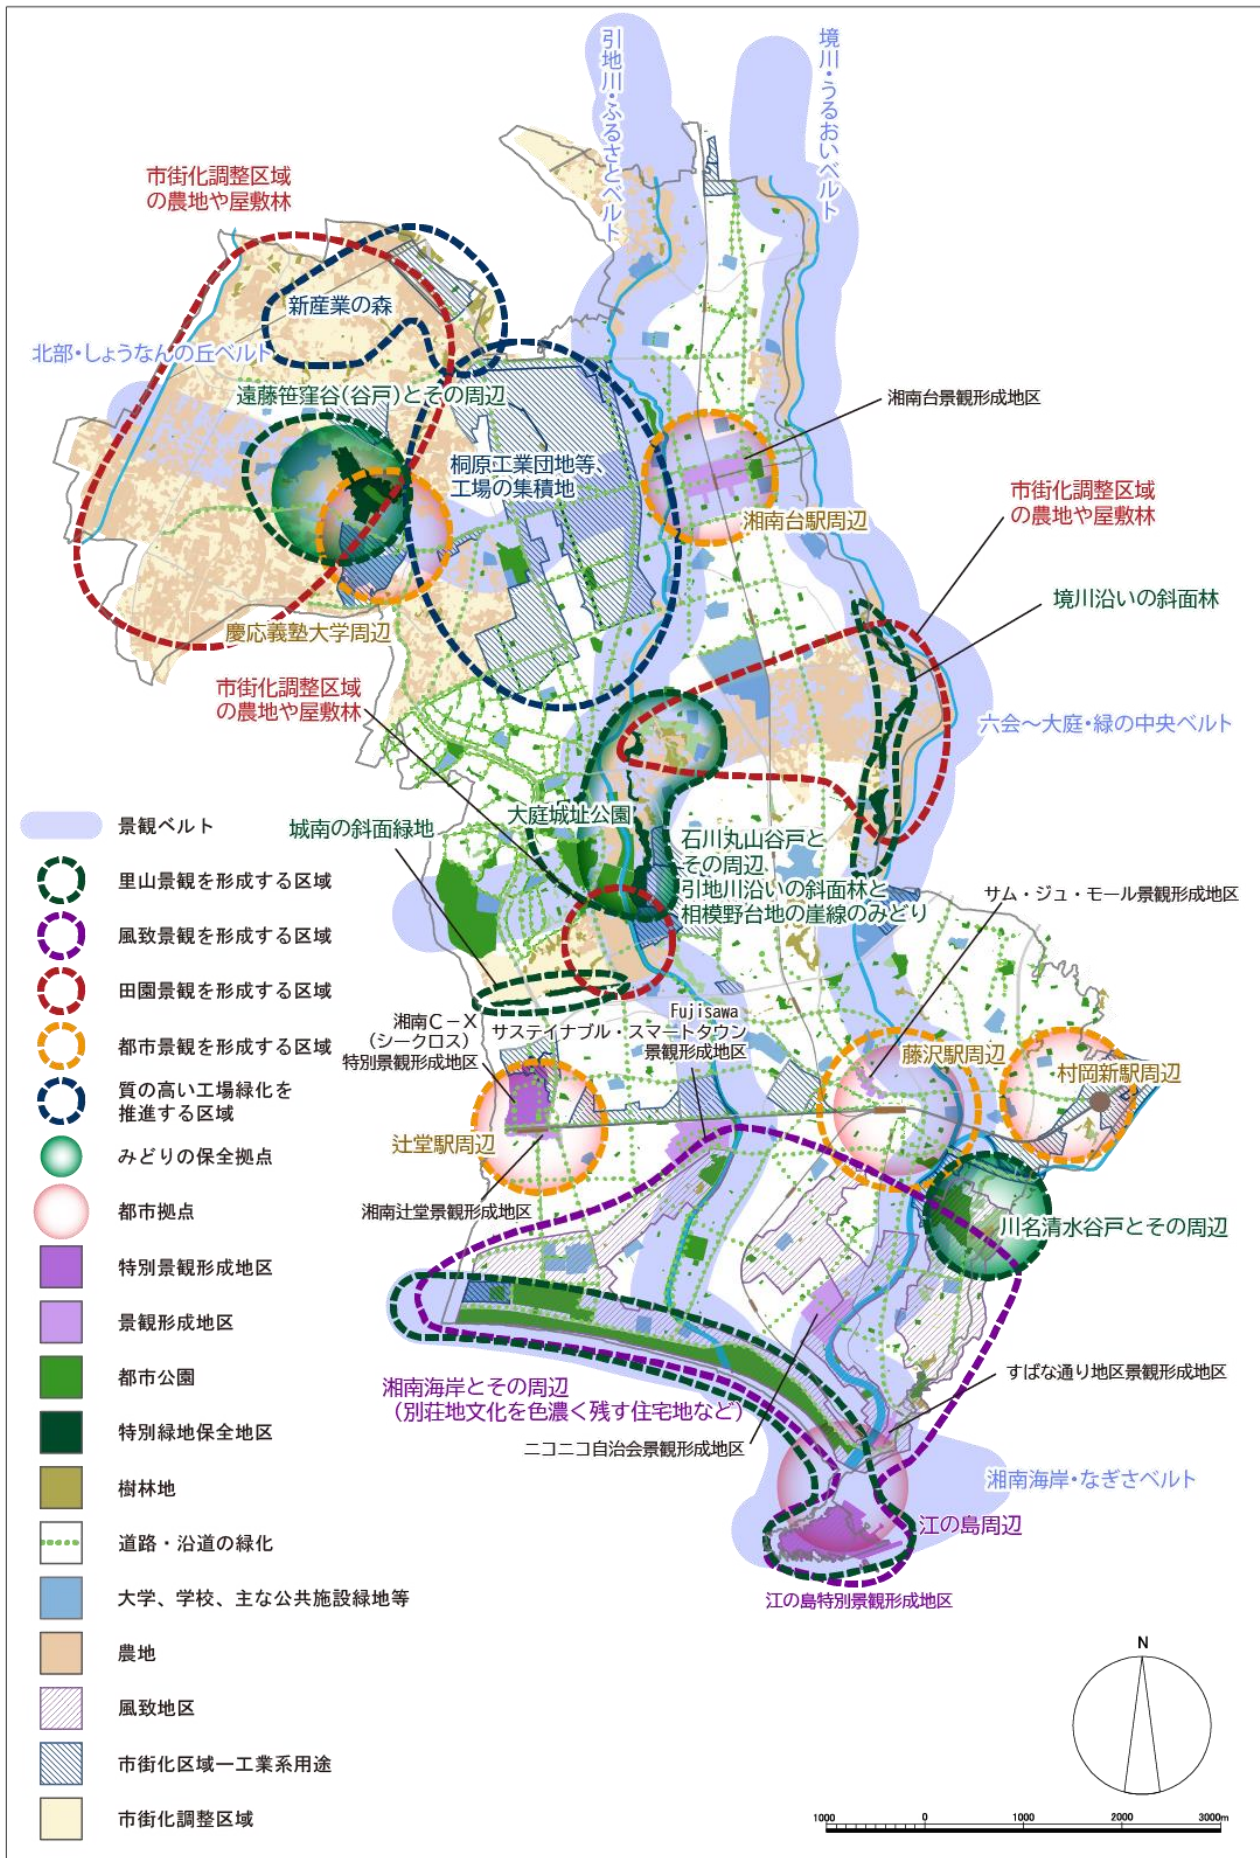 引地川・ふるさとベルト
境川・うるおいベルト
市街化調整区域
の農地や屋敷林
新産業の森
北部・しょうなんの丘ベルト
遠藤笹窪谷(谷戸)とその周辺
湘南台景観形成地区
桐原工業団地等、
工場の集積地
市街化調整区域
の農地や屋敷林
湘南台駅周辺
境川沿いの斜面林
慶応義塾大学周辺
市街化調整区域
の農地や屋敷林
六会～大庭・緑の中央ベルト
大庭城址公園
城南の斜面緑地
石川丸山谷戸と
その周辺
引地川沿いの斜面林と
相模野台地の崖線のみどり
サム・ジュ・モール景観形成地区
湘南C-X
(シークロス)
特別景観形成地区
Fujisawa
サステイナブル・スマートタウン
景観形成地区
藤沢駅周辺
村岡新駅周辺
辻堂駅周辺
湘南辻堂景観形成地区
川名清水谷戸とその周辺
湘南海岸とその周辺
(別荘地文化を色濃く残す住宅地など)
すばな通り地区景観形成地区
ニコニコ自治会景観形成地区
湘南海岸・なぎさベルト
江の島周辺
江の島特別景観形成地区
景観ベルト
里山景観を形成する区域
風致景観を形成する区域
田園景観を形成する区域
都市景観を形成する区域
質の高い工場緑化を
推進する区域
みどりの保全拠点
都市拠点
特別景観形成地区
景観形成地区
都市公園
特別緑地保全地区
樹林地
道路・沿道の緑化
大学、学校、主な公共施設緑地等
農地
風致地区
市街化区域ー工業系用途
市街化調整区域
N
1000 0 1000 2000 3000m